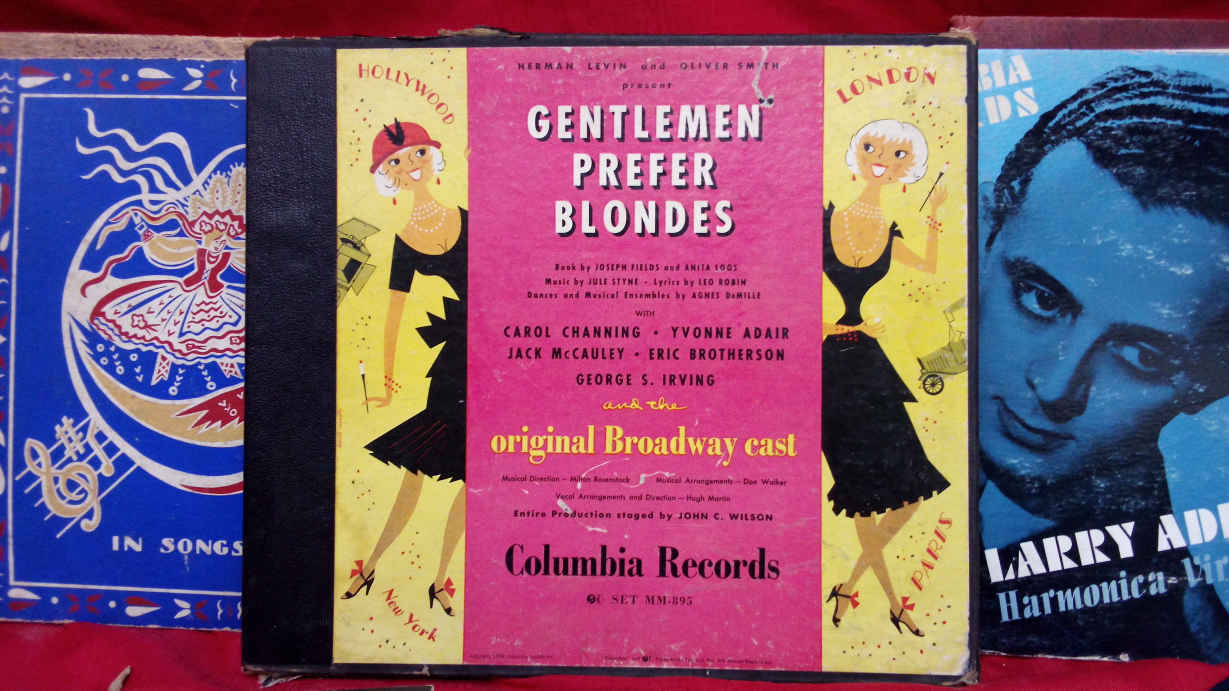 IN SONGS
HOLLYWOOD
New York
HERMAN LEVIN and OLIVER SMITH
present
GENTLEMEN
PREFER
BLONDES
Book by JOSEPH FIELDS and ANITA LOOS
Music by JULE STYNE • Lyrics by LEO ROBIN
Dances and Musical Ensembles by AGNES DeMILLE
WITH
CAROL CHANNING • YVONNE ADAIR
JACK McCAULEY • ERIC BROTHERSON
GEORGE S. IRVING
and the
original Broadway cast
Musical Direction — Milton Rosenstock Musical Arrangements — Don Walker
Vocal Arrangements and Direction — Hugh Martin
Entire Production staged by JOHN C. WILSON
Columbia Records
SET MM-895
LONDON
PARIS
BIA
DS
LARRY AD
Harmonica-Vir